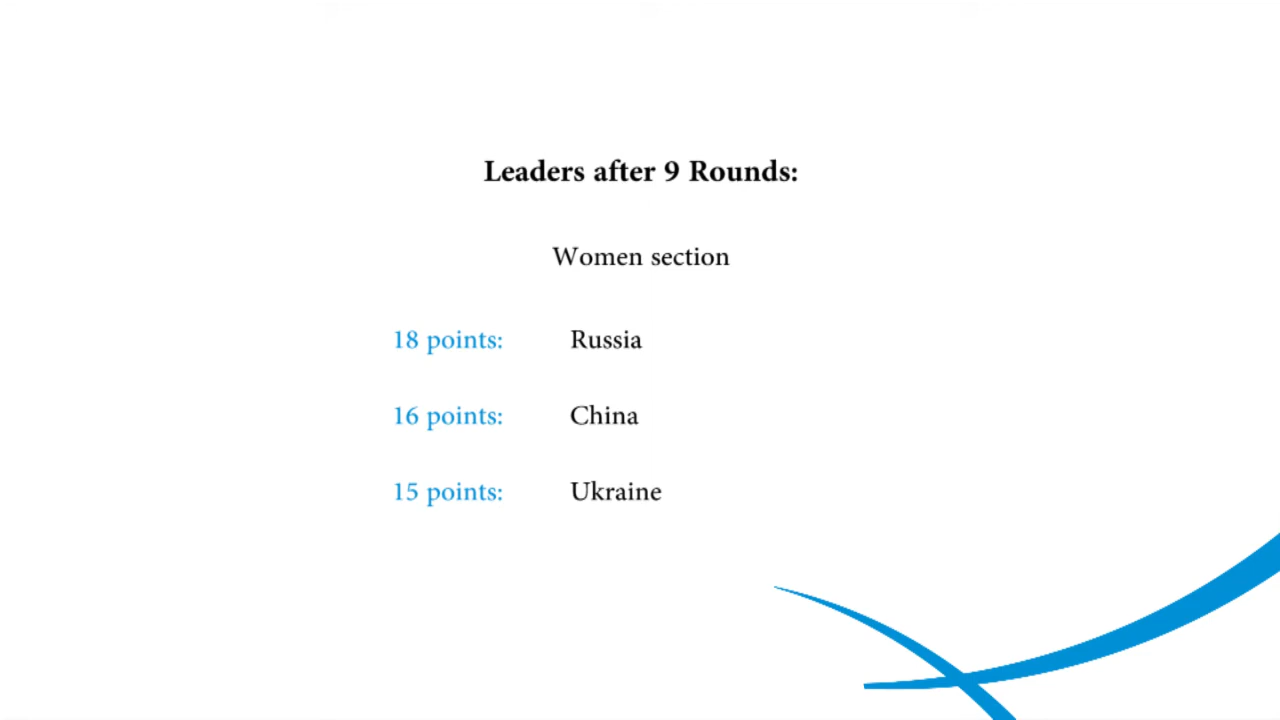 Leaders after 9 Rounds:
Women section
18 points: Russia
16 points: China
15 points: Ukraine